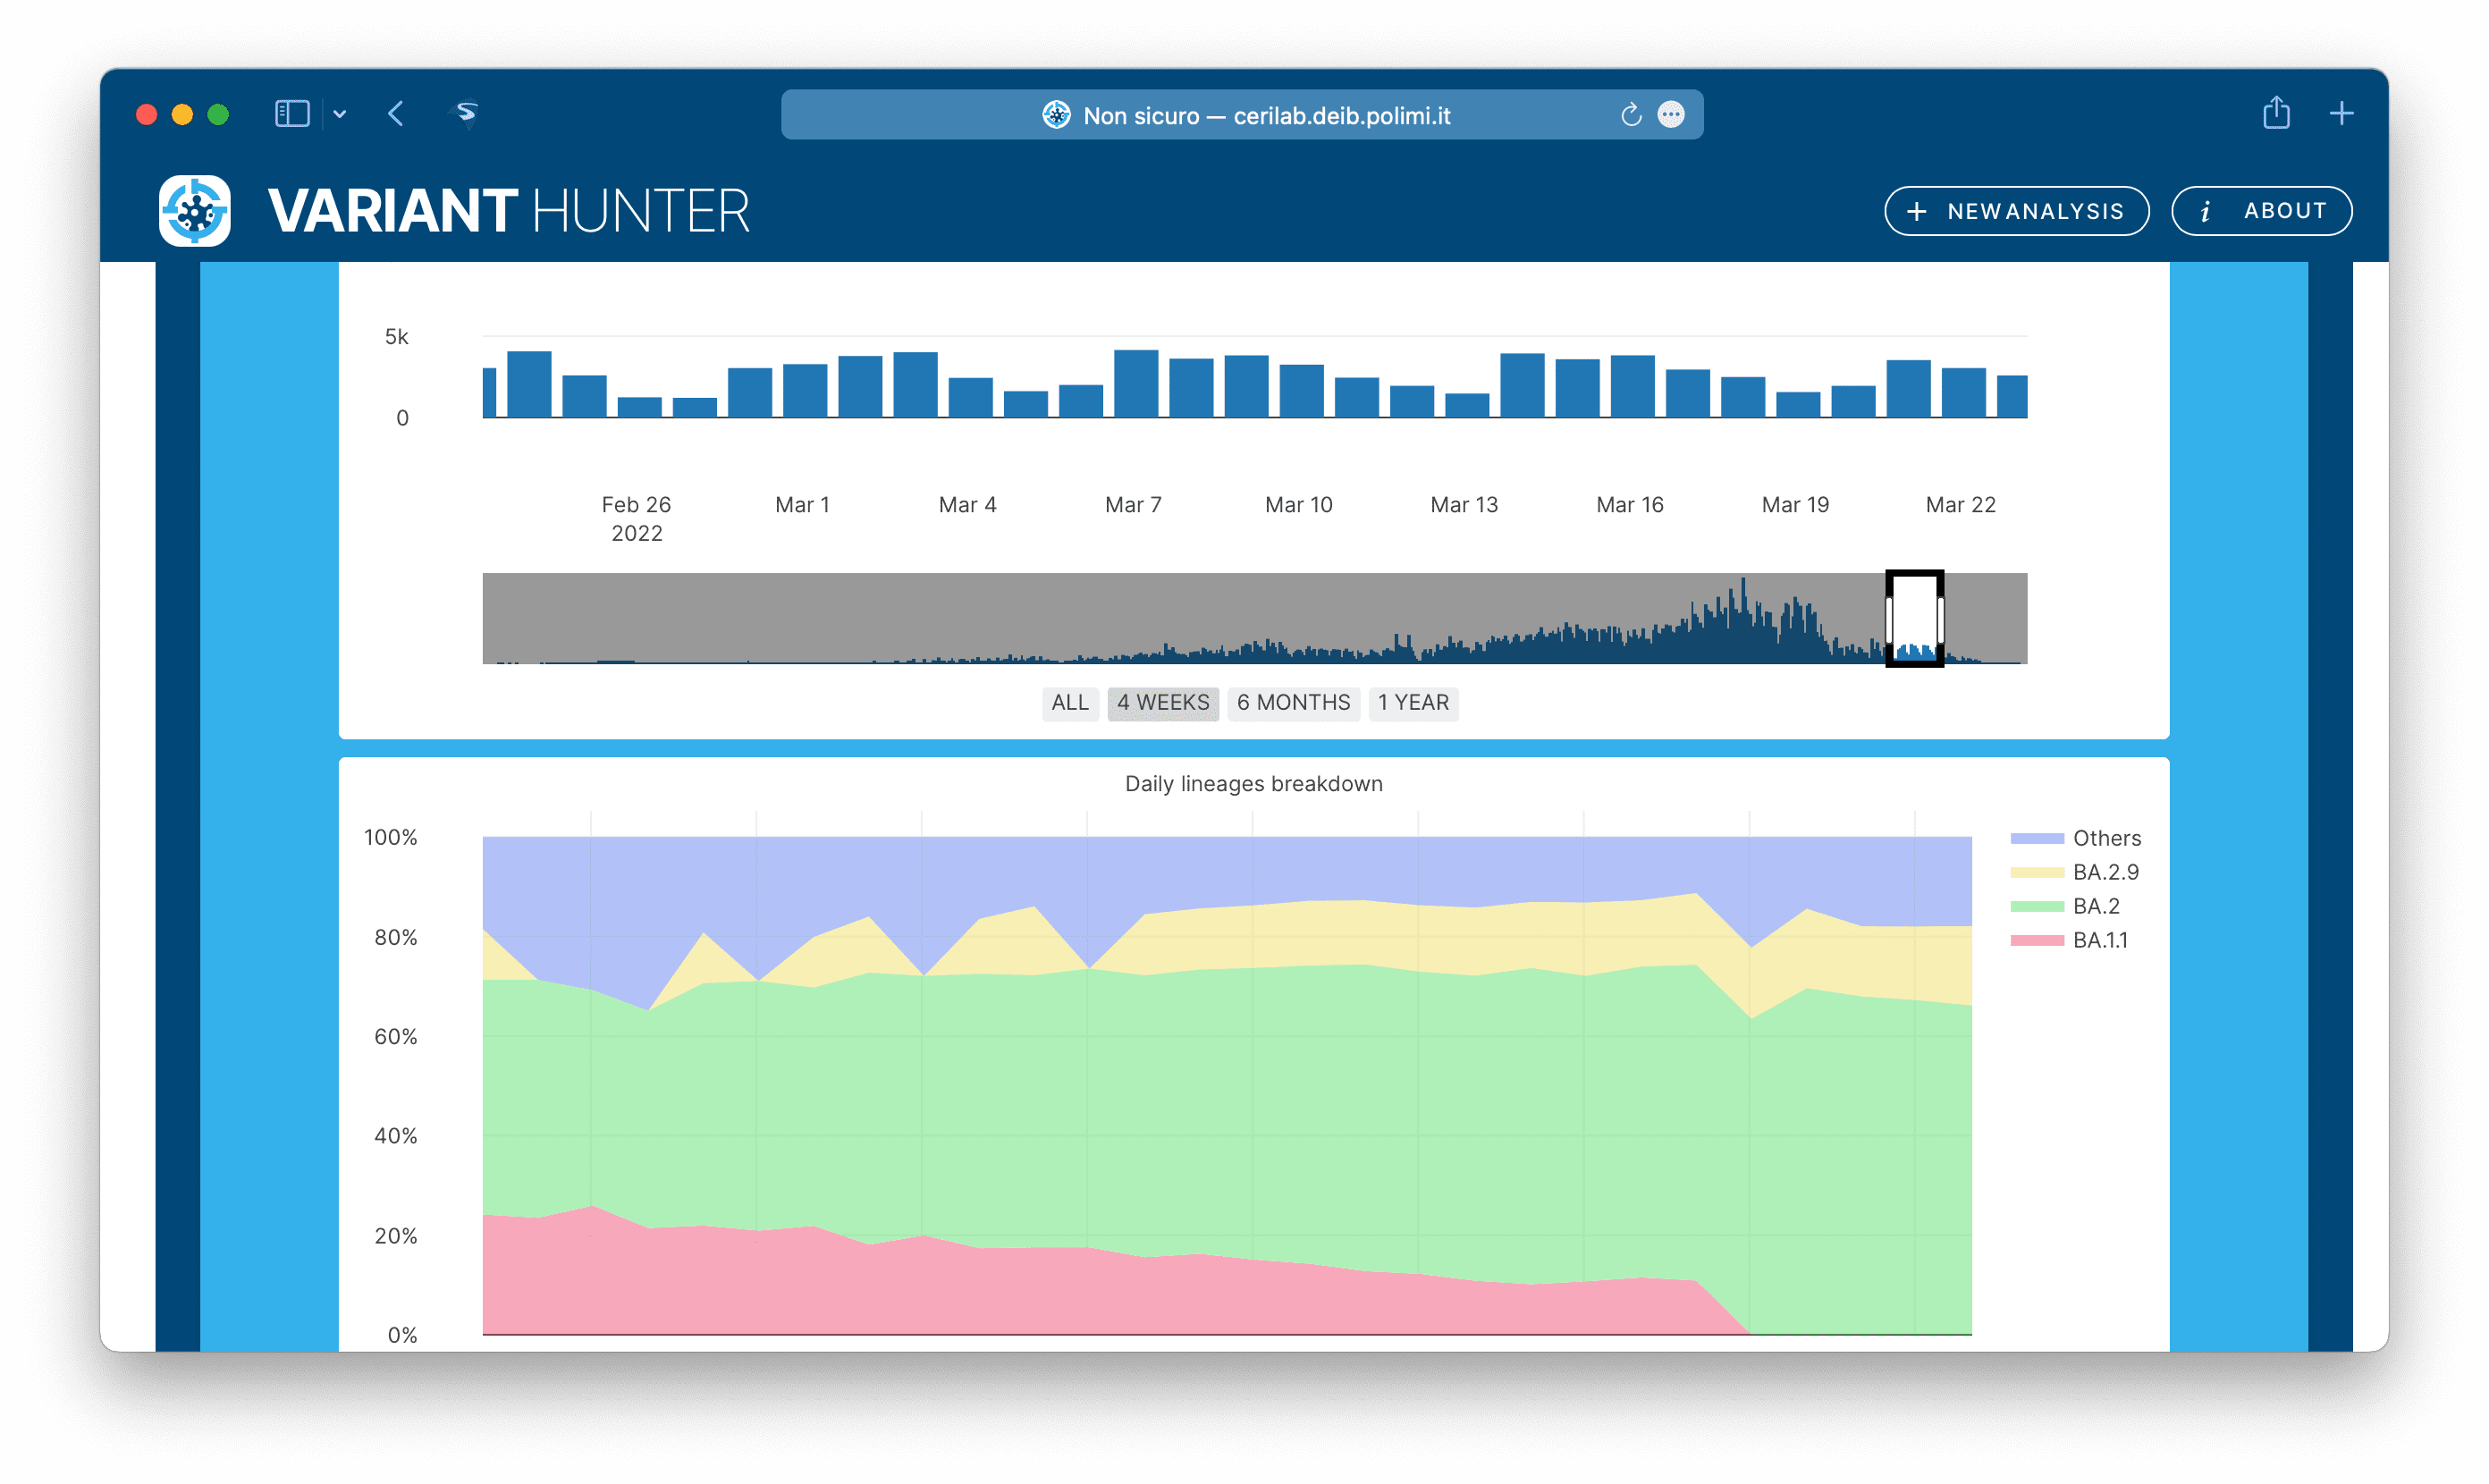 Non sicuro — cerilab.deib.polimi.it
VARIANT HUNTER
+ NEWANALYSIS
i ABOUT
5k
0
Feb 26 Mar 1 Mar 4 Mar 7 Mar 10 Mar 13 Mar 16 Mar 19 Mar 22
2022
ALL 4 WEEKS 6 MONTHS 1 YEAR
Daily lineages breakdown
100%
80%
60%
40%
20%
0%
Others
BA.2.9
BA.2
BA.1.1